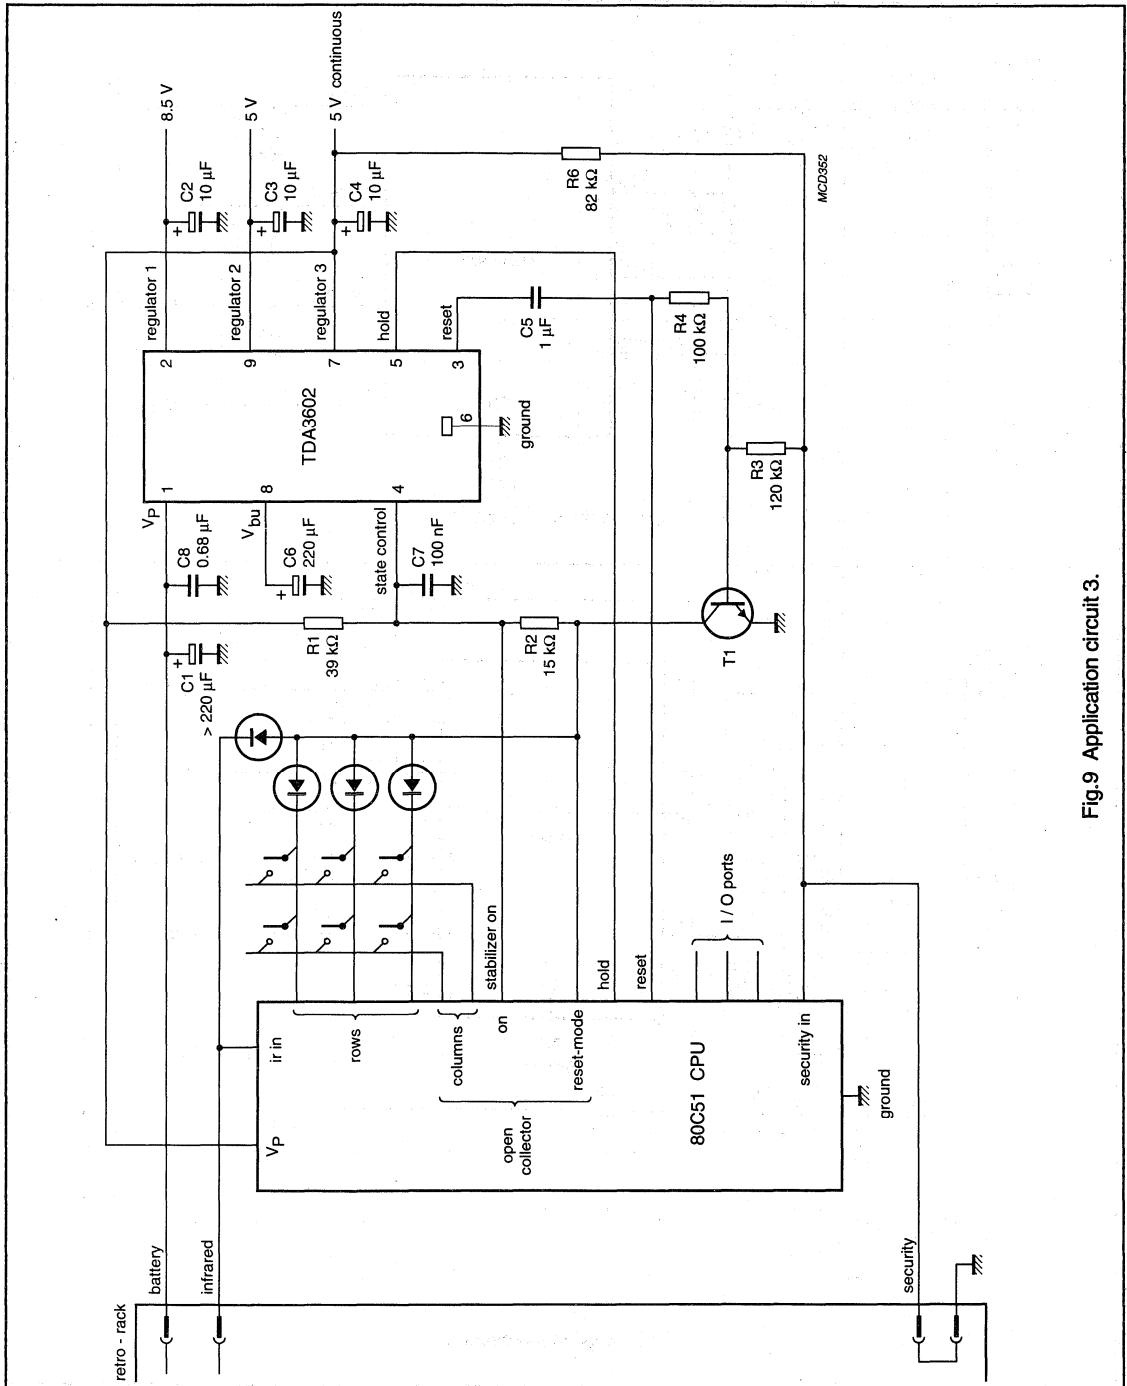 retro - rack
battery
infrared
security
VP
ir in
rows
columns
on
reset-mode
open
collector
80C51 CPU
security in
ground
stabilizer on
hold
reset
I / O ports
C1
> 220 µF
+
C8
0.68 µF
VP
1
Vbu
8
C6
220 µF
+
state control
4
C7
100 nF
R1
39 kΩ
R2
15 kΩ
T1
TDA3602
2
9
7
5
3
6
ground
regulator 1
regulator 2
regulator 3
hold
reset
+
C2
10 µF
+
C3
10 µF
+
C4
10 µF
8.5 V
5 V
5 V continuous
C5
1 µF
R4
100 kΩ
R3
120 kΩ
R6
82 kΩ
MCD352
Fig.9 Application circuit 3.